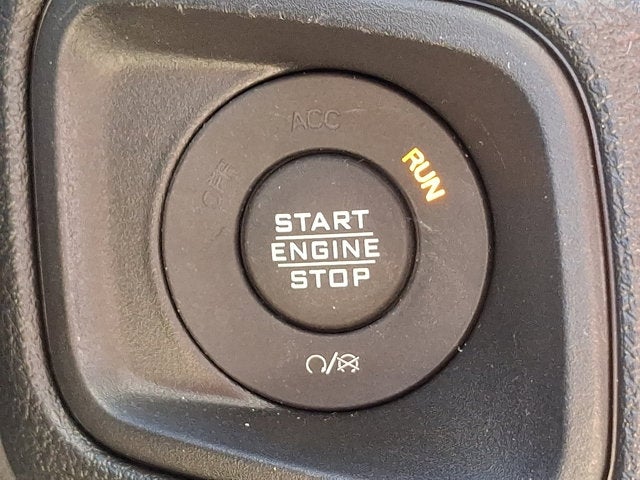 OFF
ACC
RUN
START
ENGINE
STOP